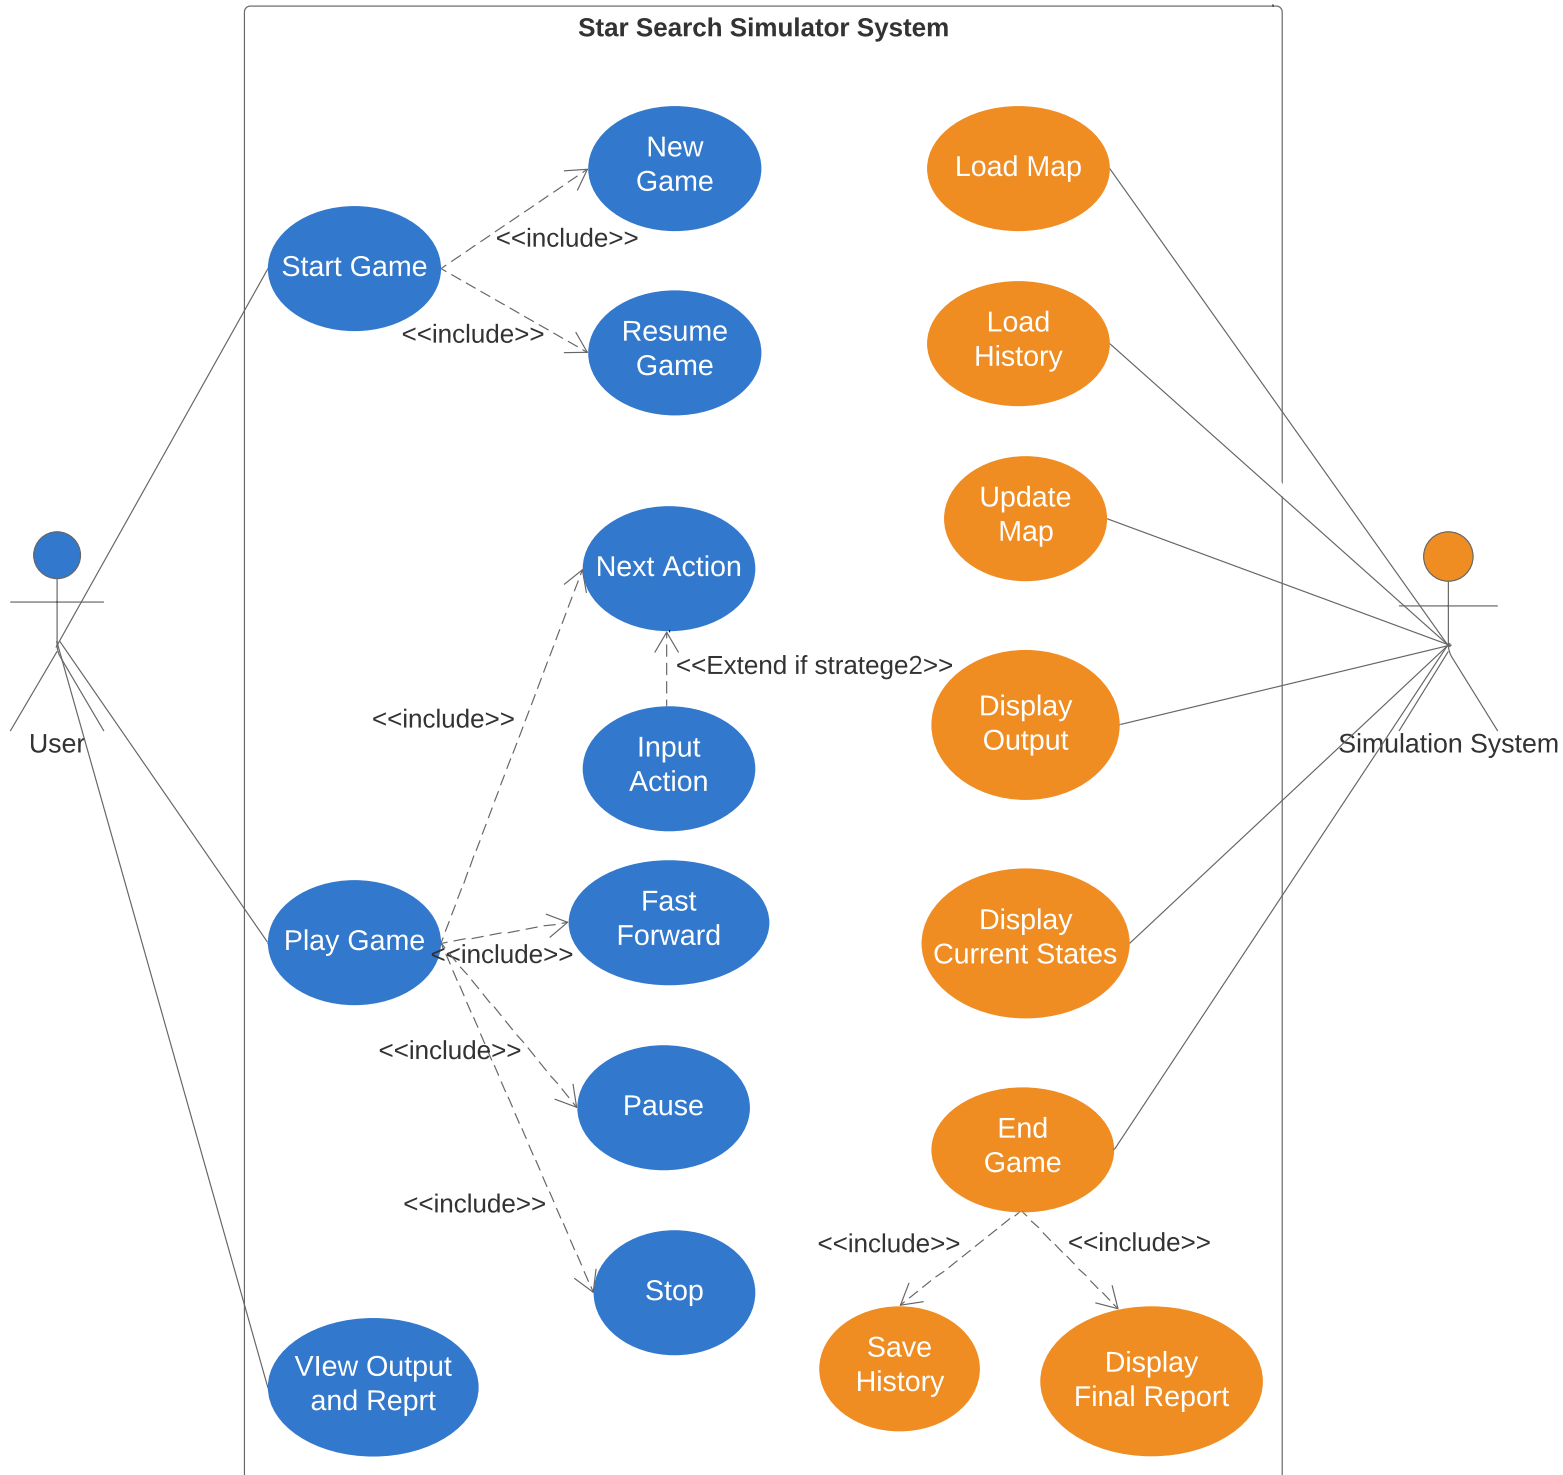 Star Search Simulator System
New
Game
Load Map
<<include>>
Start Game
Resume
Game
<<include>>
Load
History
Update
Map
Next Action
<<Extend if stratege2>>
<<include>>
Input
Action
Display
Output
User
Simulation System
Fast
Forward
Play Game
<<include>>
Display
Current States
<<include>>
Pause
End
Game
<<include>>
<<include>>
<<include>>
Stop
Save
History
Display
Final Report
VIew Output
and Reprt